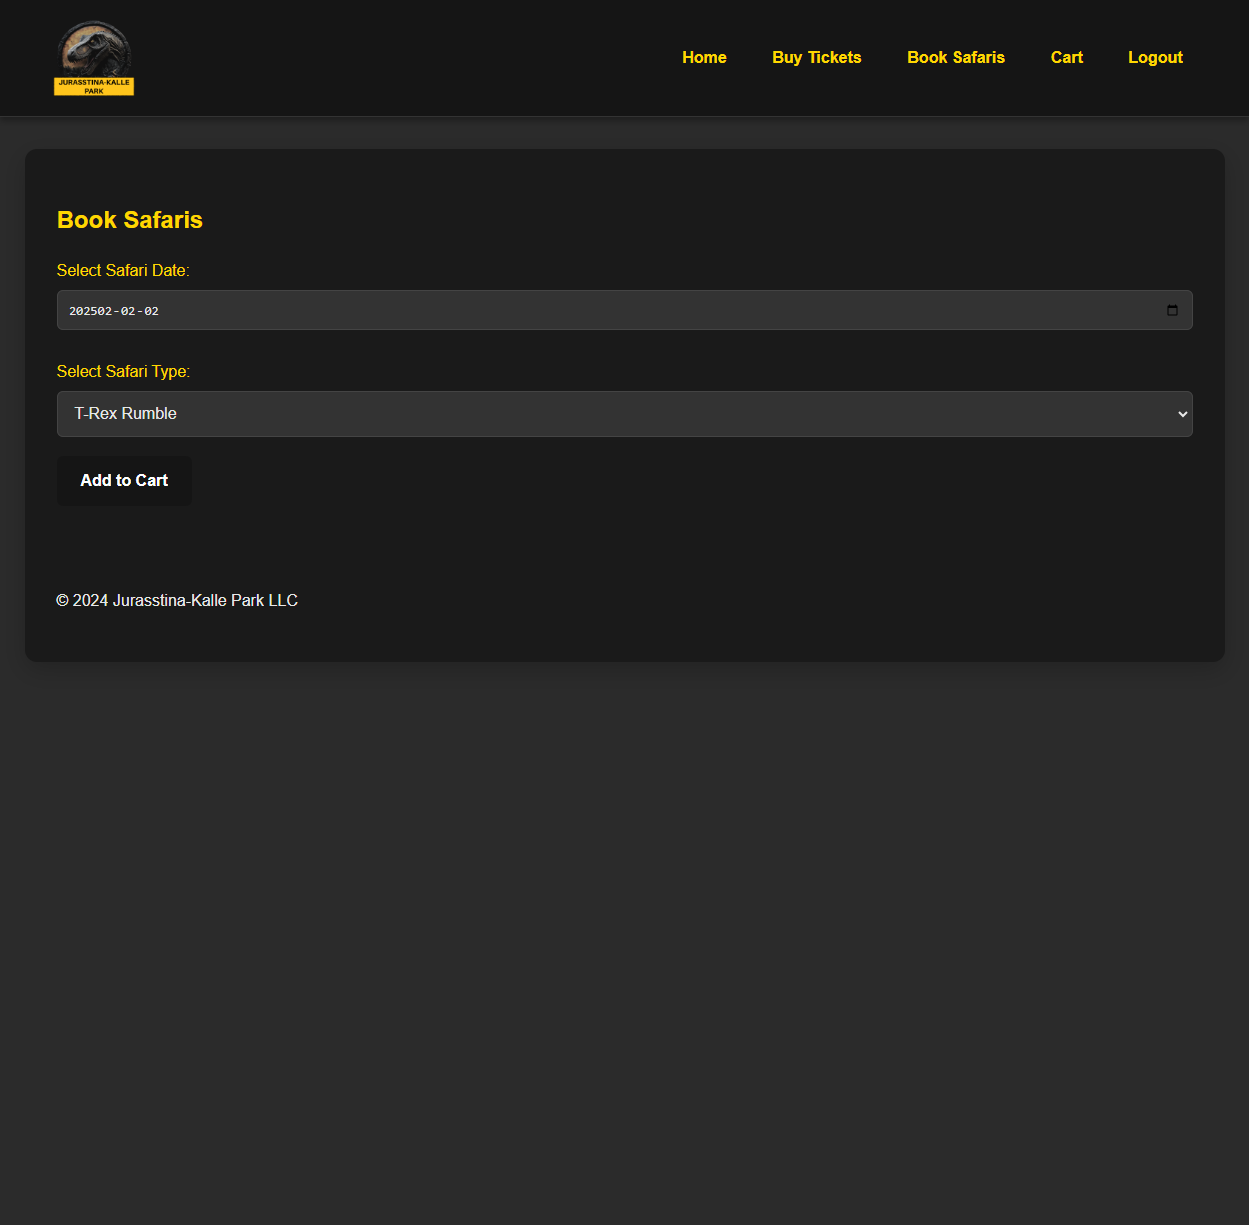 JURASSTINA-KALLE
PARK
Home Buy Tickets Book Safaris Cart Logout
Book Safaris
Select Safari Date:
202502-02-02
Select Safari Type:
T-Rex Rumble
Add to Cart
© 2024 Jurasstina-Kalle Park LLC